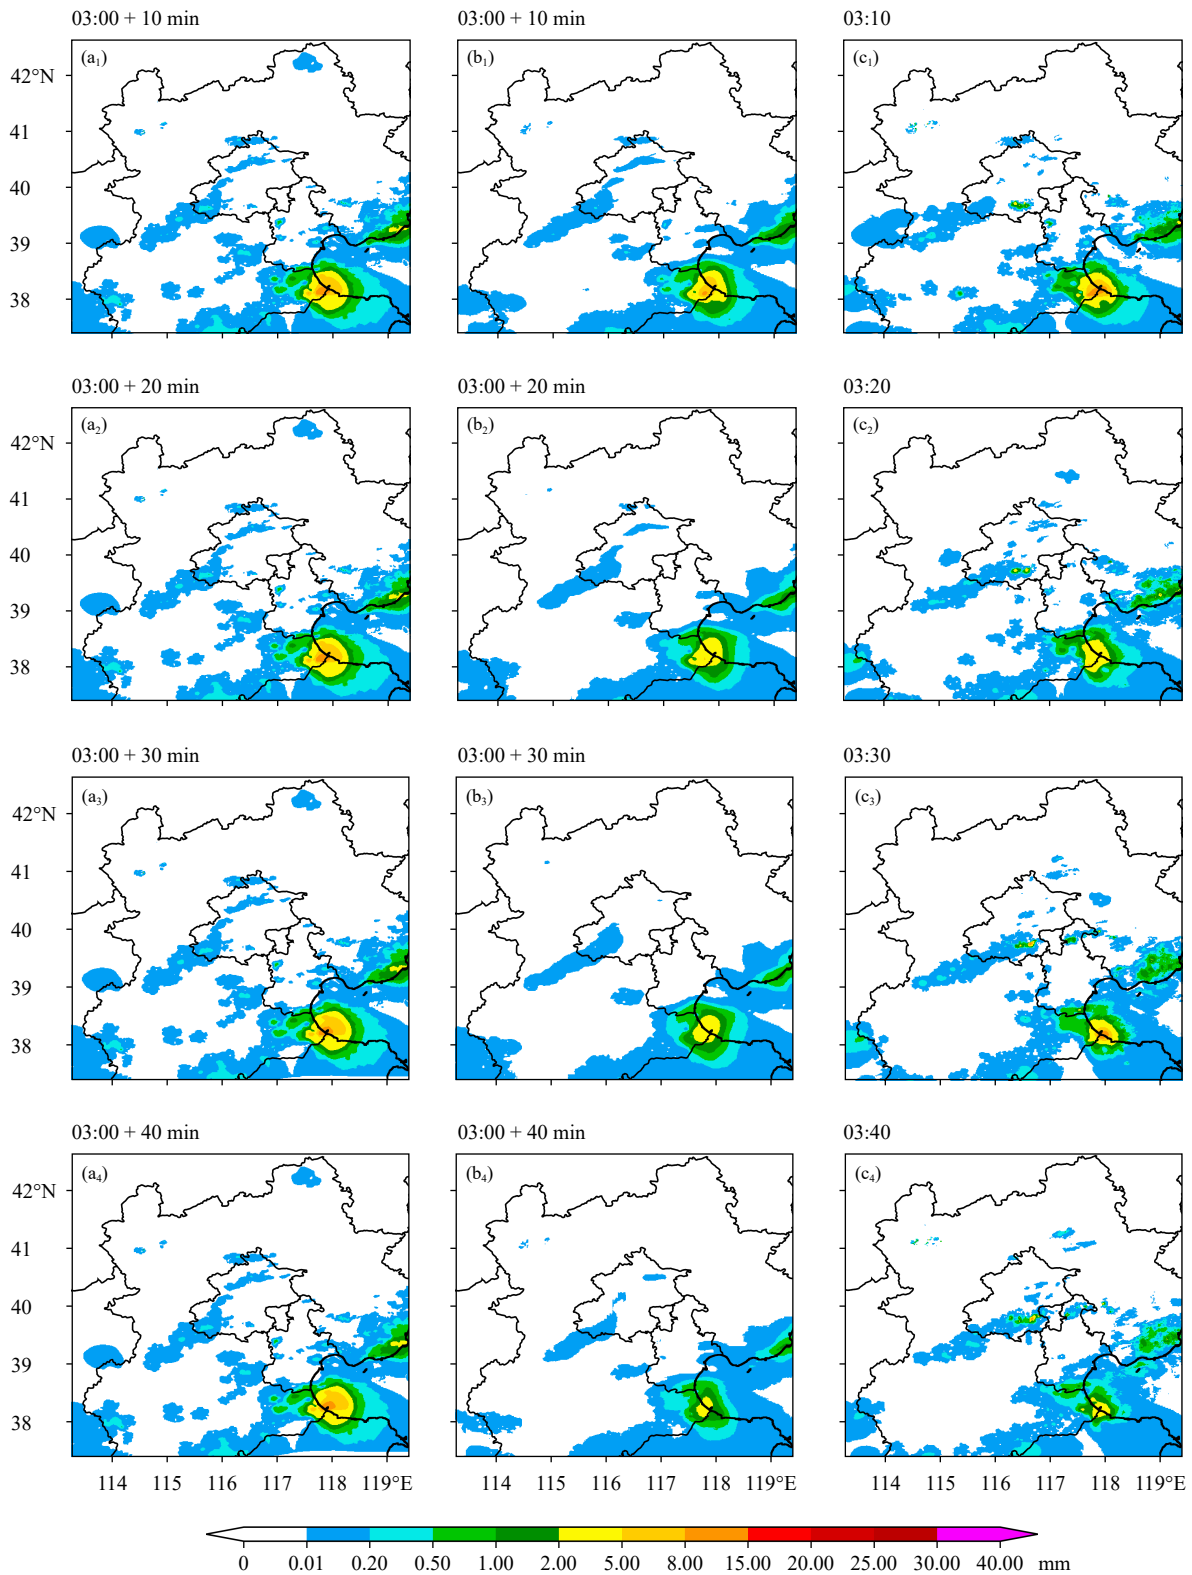 03:00 + 10 min 03:00 + 10 min 03:10
(a1) (b1) (c1)
42°N
41
40
39
38
03:00 + 20 min 03:00 + 20 min 03:20
(a2) (b2) (c2)
42°N
41
40
39
38
03:00 + 30 min 03:00 + 30 min 03:30
(a3) (b3) (c3)
42°N
41
40
39
38
03:00 + 40 min 03:00 + 40 min 03:40
(a4) (b4) (c4)
42°N
41
40
39
38
114 115 116 117 118 119°E 114 115 116 117 118 119°E 114 115 116 117 118 119°E
0 0.01 0.20 0.50 1.00 2.00 5.00 8.00 15.00 20.00 25.00 30.00 40.00 mm